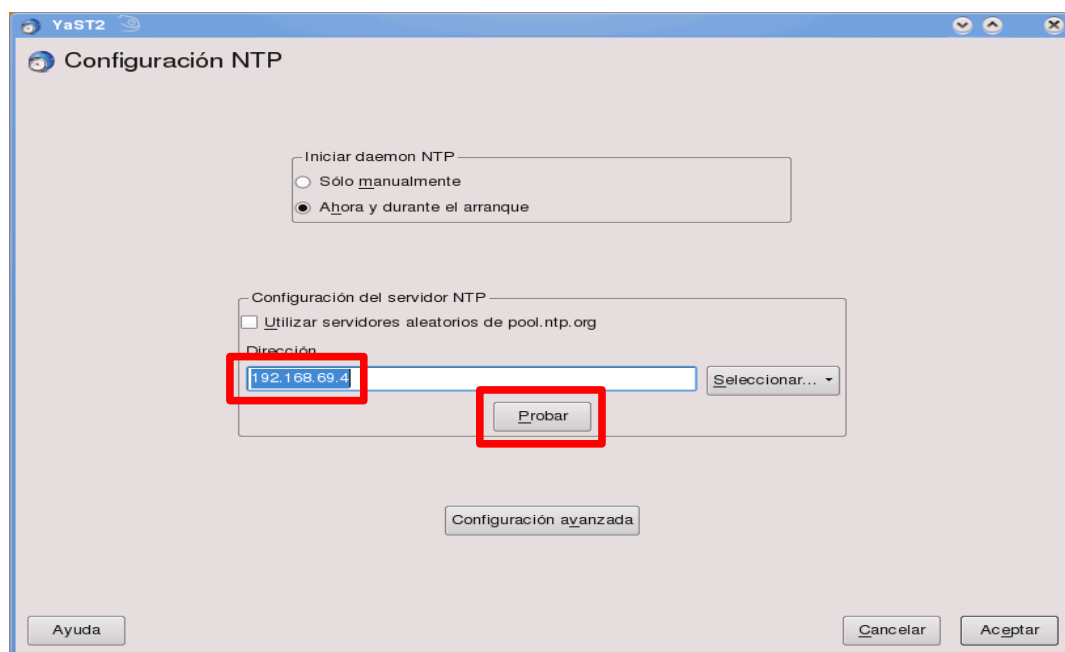 YaST2
Configuración NTP
Iniciar daemon NTP
Sólo manualmente
Ahora y durante el arranque
Configuración del servidor NTP
Utilizar servidores aleatorios de pool.ntp.org
Dirección
192.168.69.4
Seleccionar...
Probar
Configuración avanzada
Ayuda
Cancelar
Aceptar